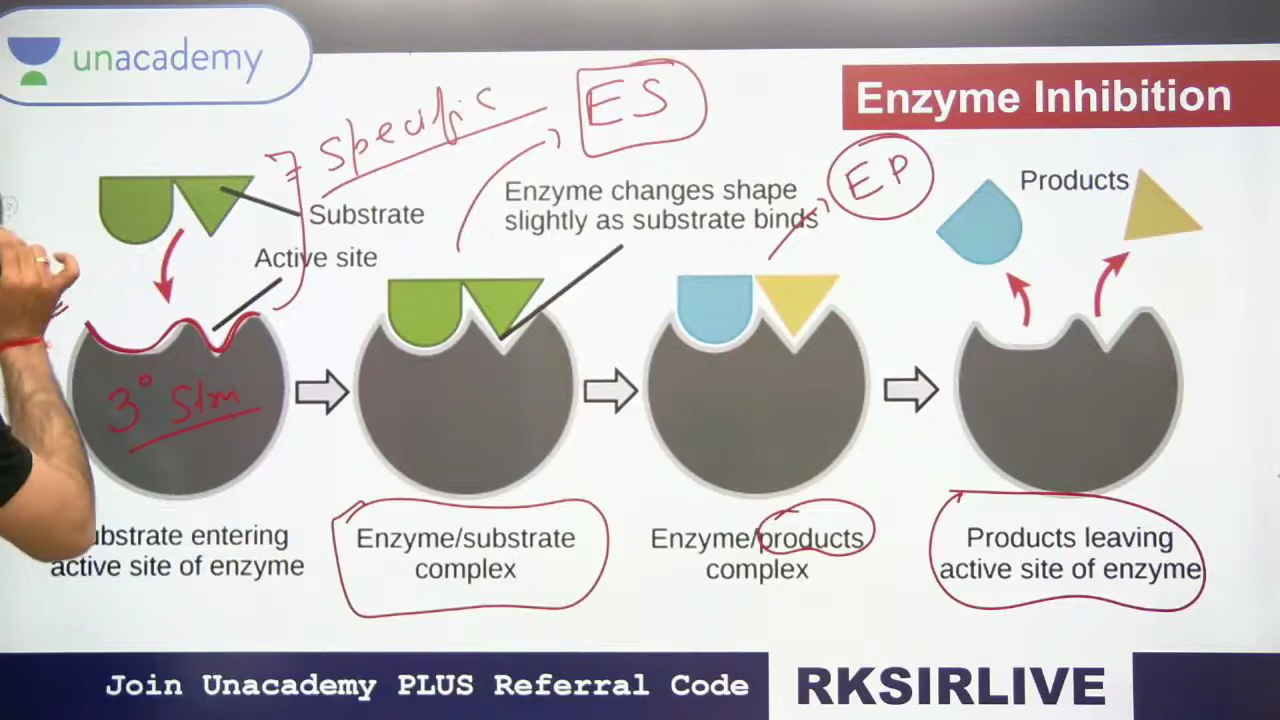 unacademy
Enzyme Inhibition
Specific
ES
EP
Substrate
Active site
Enzyme changes shape
slightly as substrate binds
Products
3°
Substrate entering
active site of enzyme
Enzyme/substrate
complex
Enzyme/products
complex
Products leaving
active site of enzyme
Join Unacademy PLUS Referral Code
RKSIRLIVE